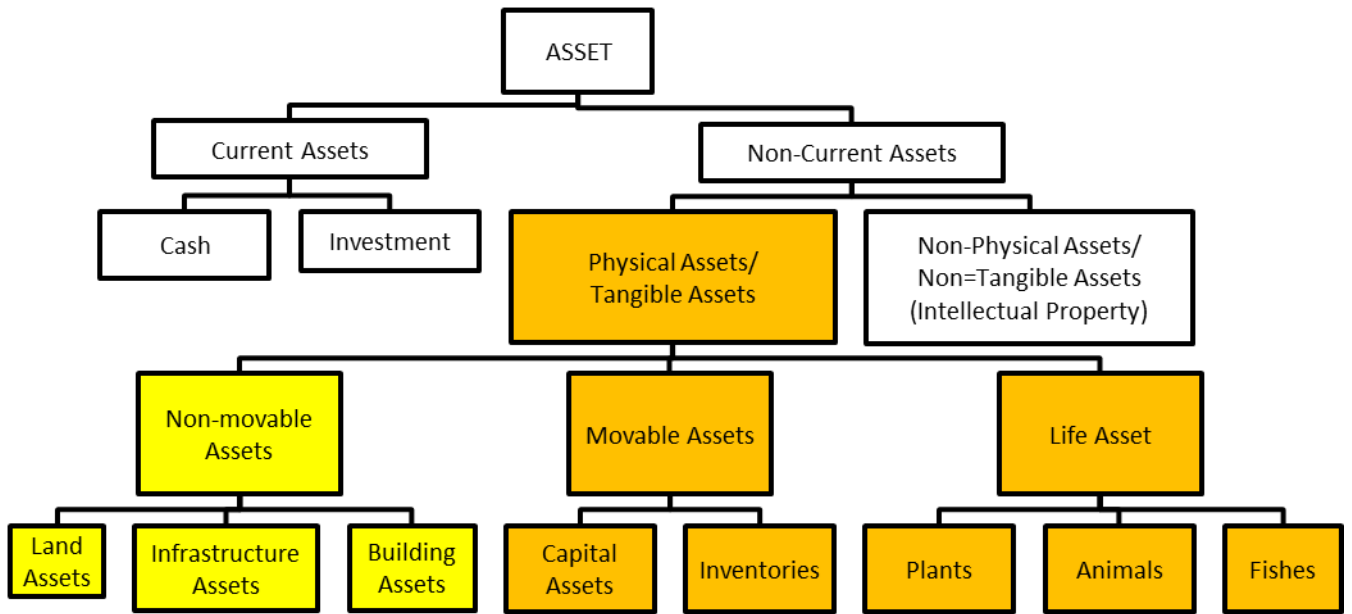 ASSET
Current Assets
Non-Current Assets
Cash
Investment
Physical Assets/
Tangible Assets
Non-Physical Assets/
Non=Tangible Assets
(Intellectual Property)
Non-movable
Assets
Movable Assets
Life Asset
Land
Assets
Infrastructure
Assets
Building
Assets
Capital
Assets
Inventories
Plants
Animals
Fishes